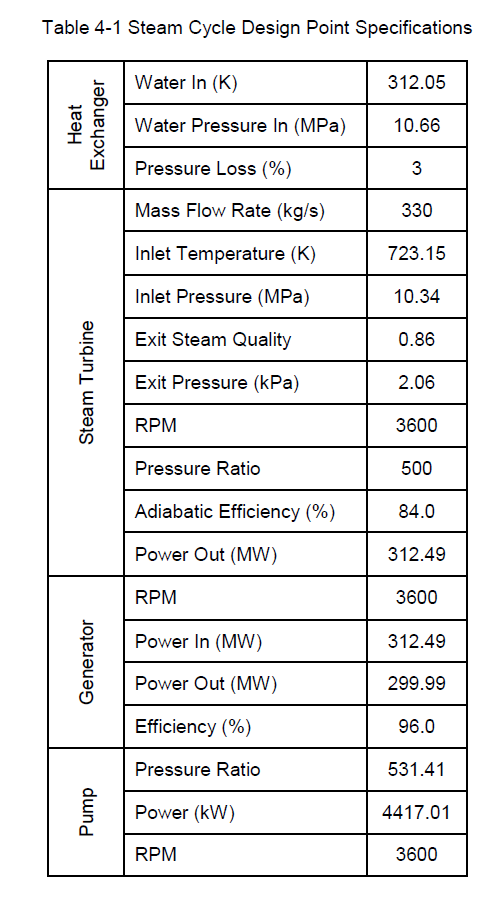 Table 4-1 Steam Cycle Design Point Specifications
Heat Exchanger
Water In (K) 312.05
Water Pressure In (MPa) 10.66
Pressure Loss (%) 3
Steam Turbine
Mass Flow Rate (kg/s) 330
Inlet Temperature (K) 723.15
Inlet Pressure (MPa) 10.34
Exit Steam Quality 0.86
Exit Pressure (kPa) 2.06
RPM 3600
Pressure Ratio 500
Adiabatic Efficiency (%) 84.0
Power Out (MW) 312.49
Generator
RPM 3600
Power In (MW) 312.49
Power Out (MW) 299.99
Efficiency (%) 96.0
Pump
Pressure Ratio 531.41
Power (kW) 4417.01
RPM 3600